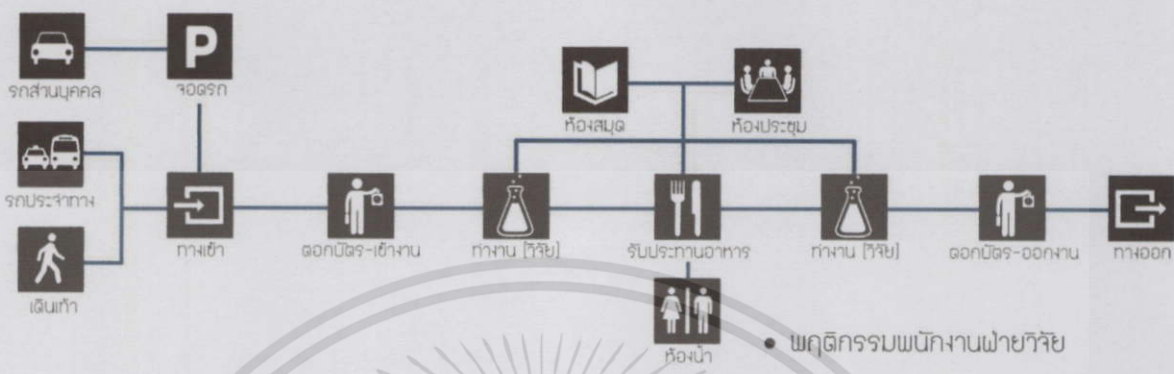 P
รถส่วนบุคคล
จอดรถ
ห้องสมุด
ห้องประชุม
รถประจำทาง
ทางเข้า
ตอกบัตร-เข้างาน
ทำงาน [วิจัย]
รับประทานอาหาร
ทำงาน [วิจัย]
ตอกบัตร-ออกงาน
ทางออก
เดินเท้า
ห้องน้ำ
• พฤติกรรมพนักงานฝ่ายวิจัย